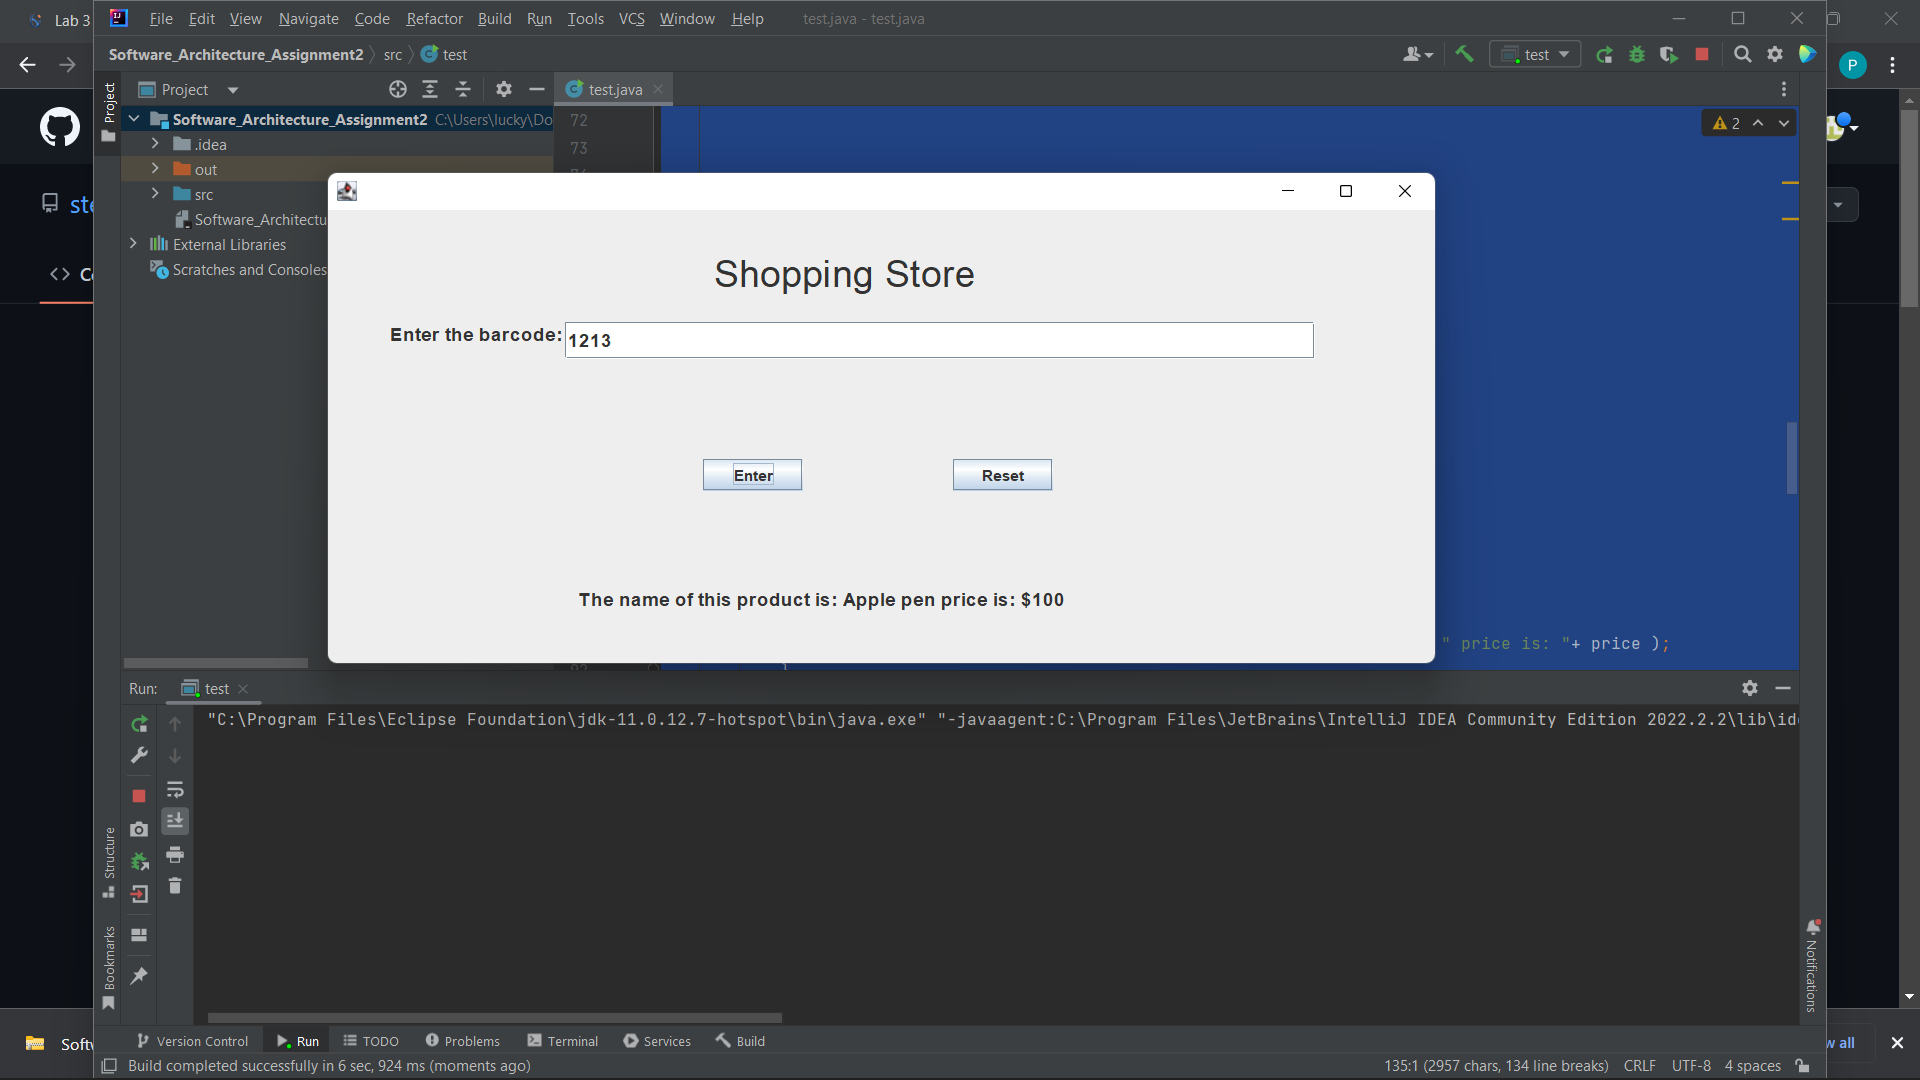 Lab 3
File Edit View Navigate Code Refactor Build Run Tools VCS Window Help test.java - test.java
Software_Architecture_Assignment2 src test
test
P
Project
Project
test.java
Software_Architecture_Assignment2 C:\Users\lucky\Do
72
2
.idea
73
out
src
Software_Architectu
External Libraries
Scratches and Consoles
Shopping Store
Enter the barcode:
1213
Enter
Reset
The name of this product is: Apple pen price is: $100
" price is: "+ price );
Run: test
"C:\Program Files\Eclipse Foundation\jdk-11.0.12.7-hotspot\bin\java.exe" "-javaagent:C:\Program Files\JetBrains\IntelliJ IDEA Community Edition 2022.2.2\lib\id
Structure
Bookmarks
Notifications
Version Control Run TODO Problems Terminal Services Build
Build completed successfully in 6 sec, 924 ms (moments ago)
135:1 (2957 chars, 134 line breaks) CRLF UTF-8 4 spaces
all